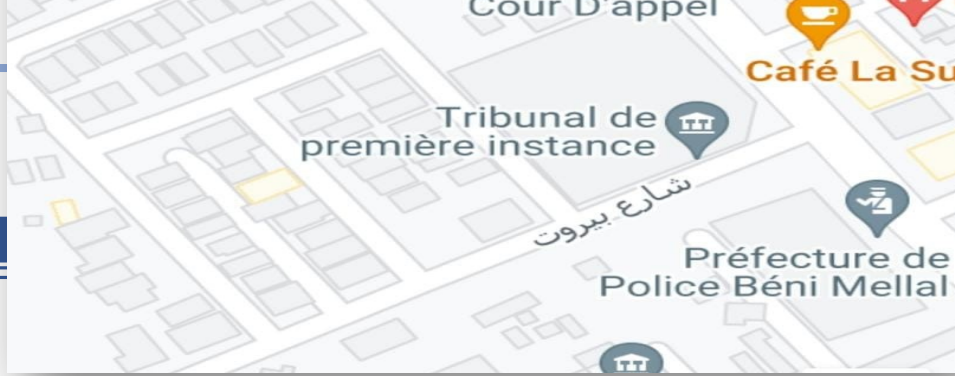 Cour D'appel
Café La Su
Tribunal de
première instance
شارع بيروت
Préfecture de
Police Béni Mellal